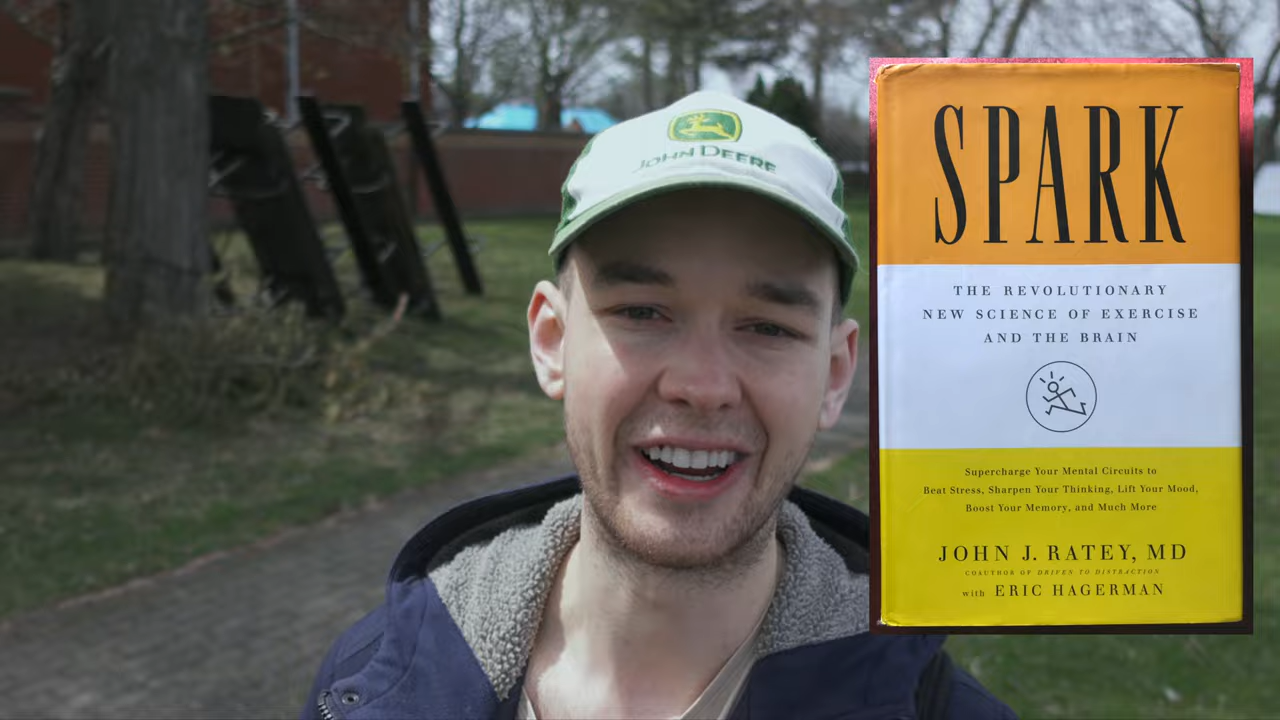 JOHN DEERE
SPARK
THE REVOLUTIONARY
NEW SCIENCE OF EXERCISE
AND THE BRAIN
Supercharge Your Mental Circuits to
Beat Stress, Sharpen Your Thinking, Lift Your Mood,
Boost Your Memory, and Much More
JOHN J. RATEY, MD
COAUTHOR OF DRIVEN TO DISTRACTION
with ERIC HAGERMAN